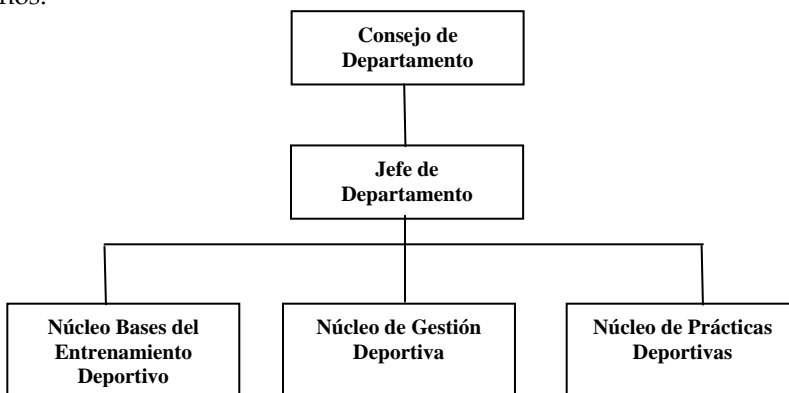 Consejo de
Departamento
Jefe de
Departamento
Núcleo Bases del
Entrenamiento
Deportivo
Núcleo de Gestión
Deportiva
Núcleo de Prácticas
Deportivas